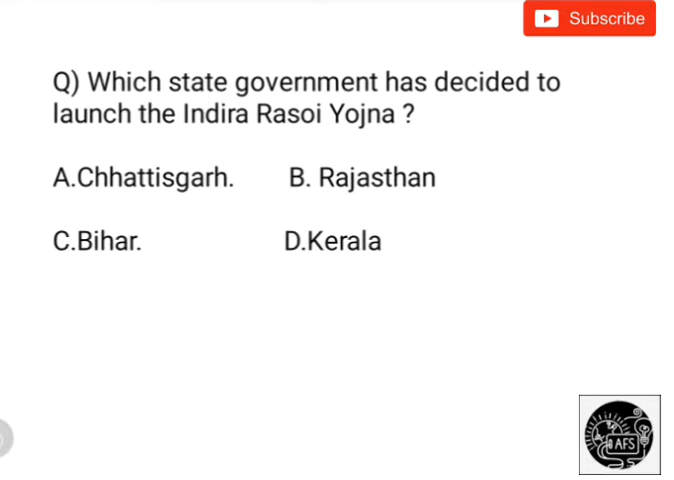 Subscribe
Q) Which state government has decided to
launch the Indira Rasoi Yojna ?
A.Chhattisgarh. B. Rajasthan
C.Bihar. D.Kerala
AFS